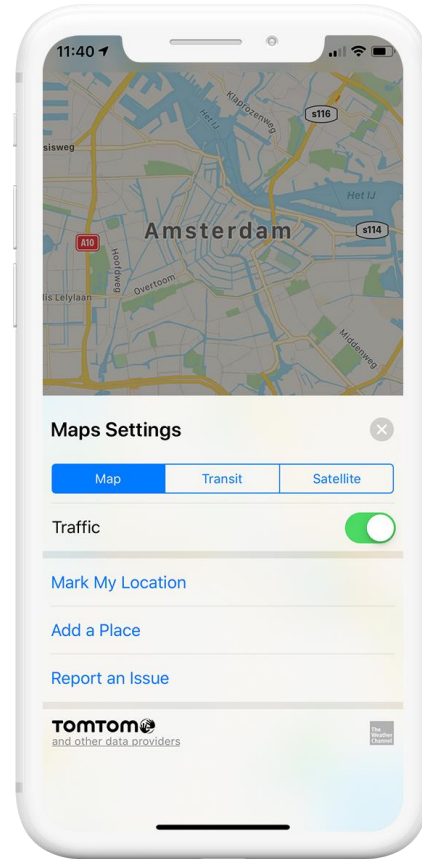 11:40
Klaprozenweg
Het IJ
s116
sisweg
Het IJ
Amsterdam
s114
A10
Hoofdweg
Overtoom
lis Lelylaan
Middenweg
Maps Settings
Map
Transit
Satellite
Traffic
Mark My Location
Add a Place
Report an Issue
TOMTOM
and other data providers
The
Weather
Channel